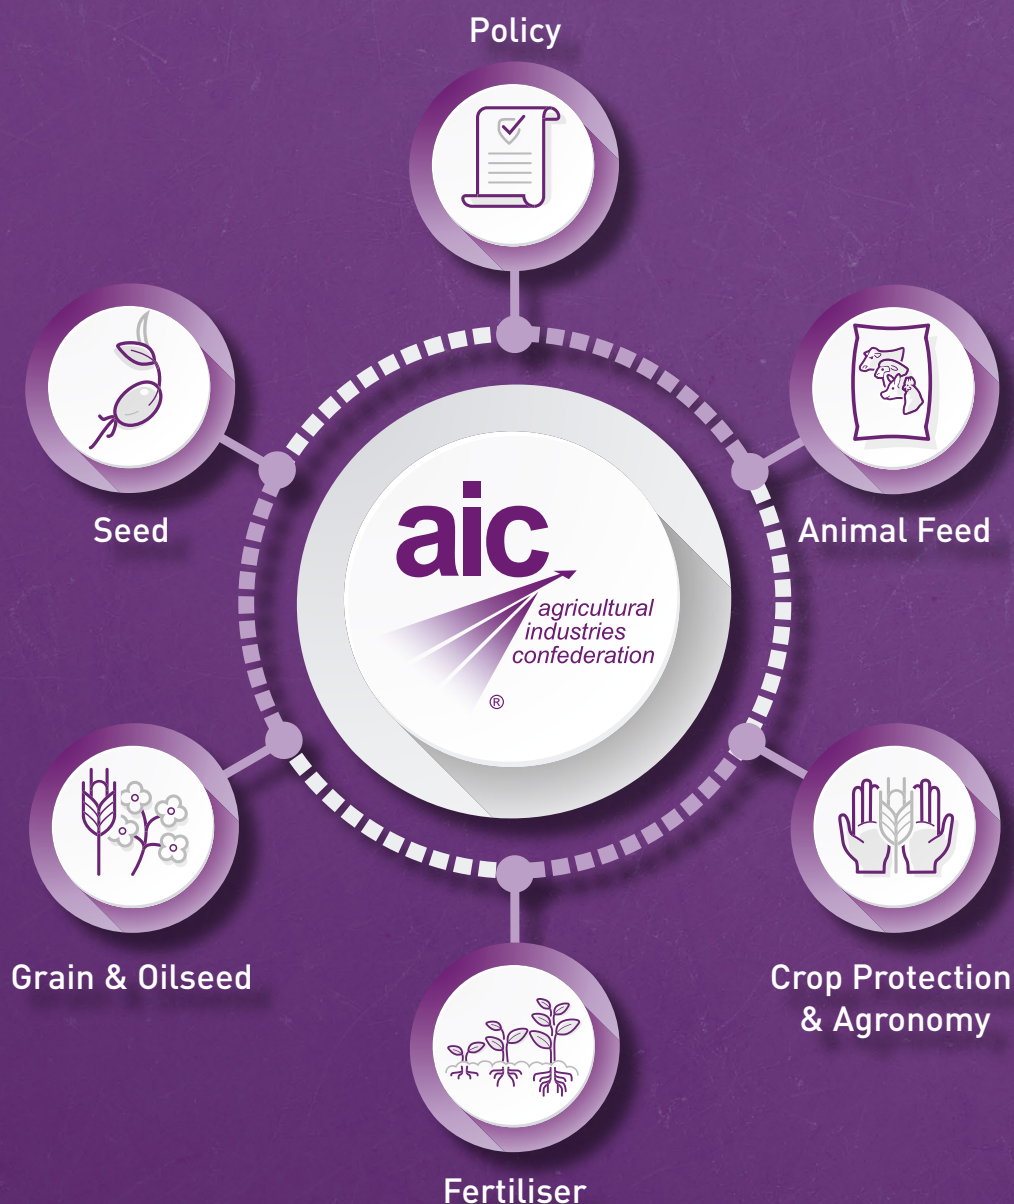 Policy
Seed
Animal Feed
aic
agricultural
industries
confederation
®
Grain & Oilseed
Crop Protection
& Agronomy
Fertiliser